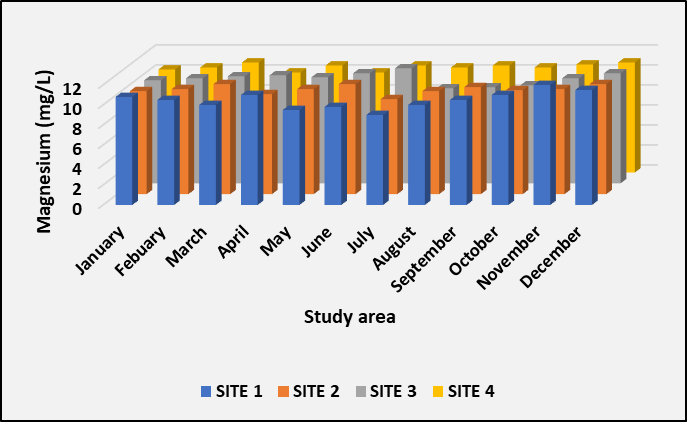 Magnesium (mg/L)
12
10
8
6
4
2
0
January
Febuary
March
April
May
June
July
August
September
October
November
December
Study area
SITE 1 SITE 2 SITE 3 SITE 4